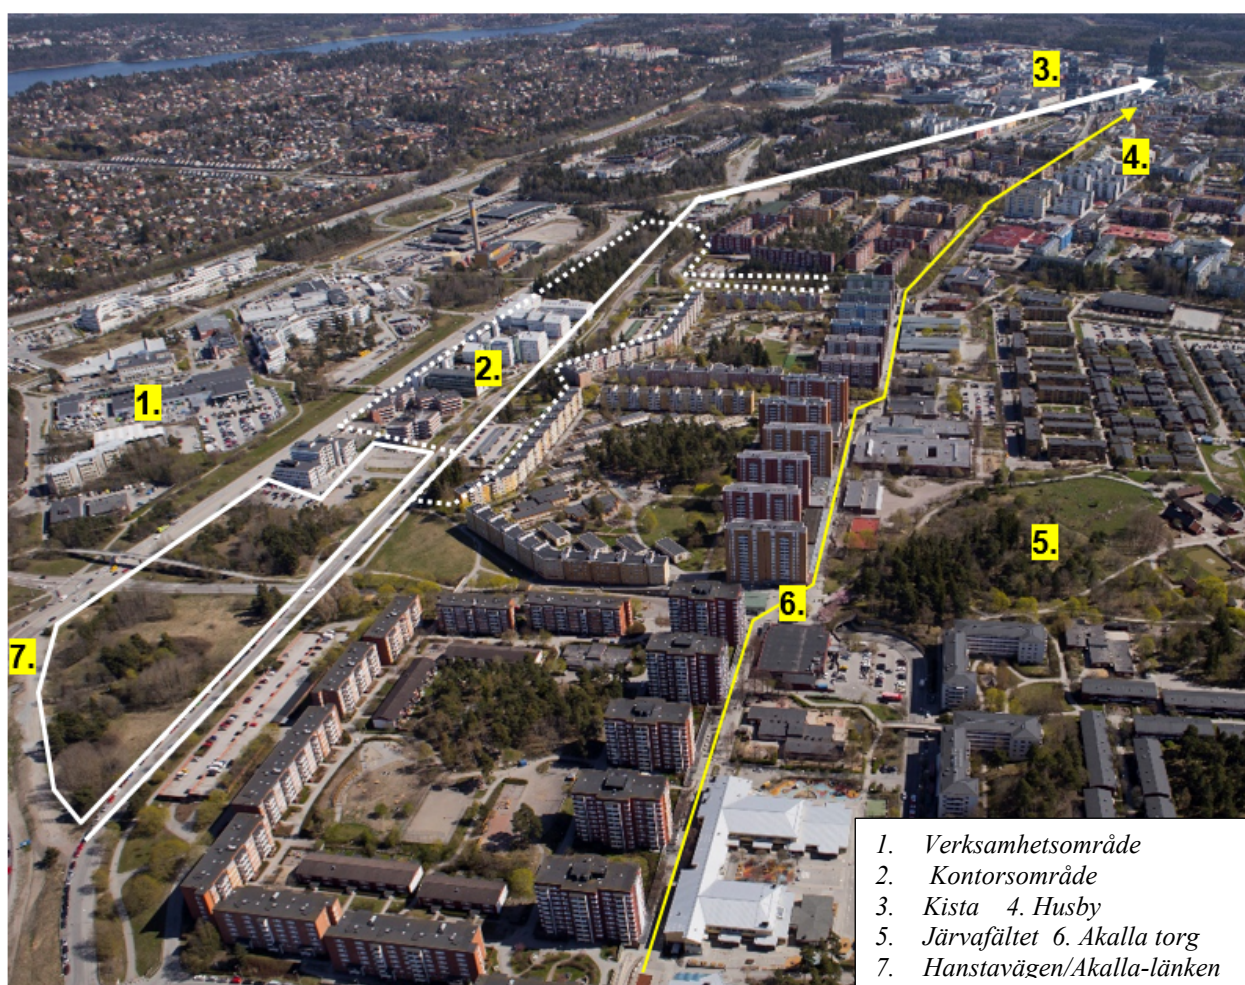 3.
4.
2.
1.
5.
6.
7.
1. Verksamhetsområde
2. Kontorsområde
3. Kista 4. Husby
5. Järvafältet 6. Akalla torg
7. Hanstavägen/Akalla-länken